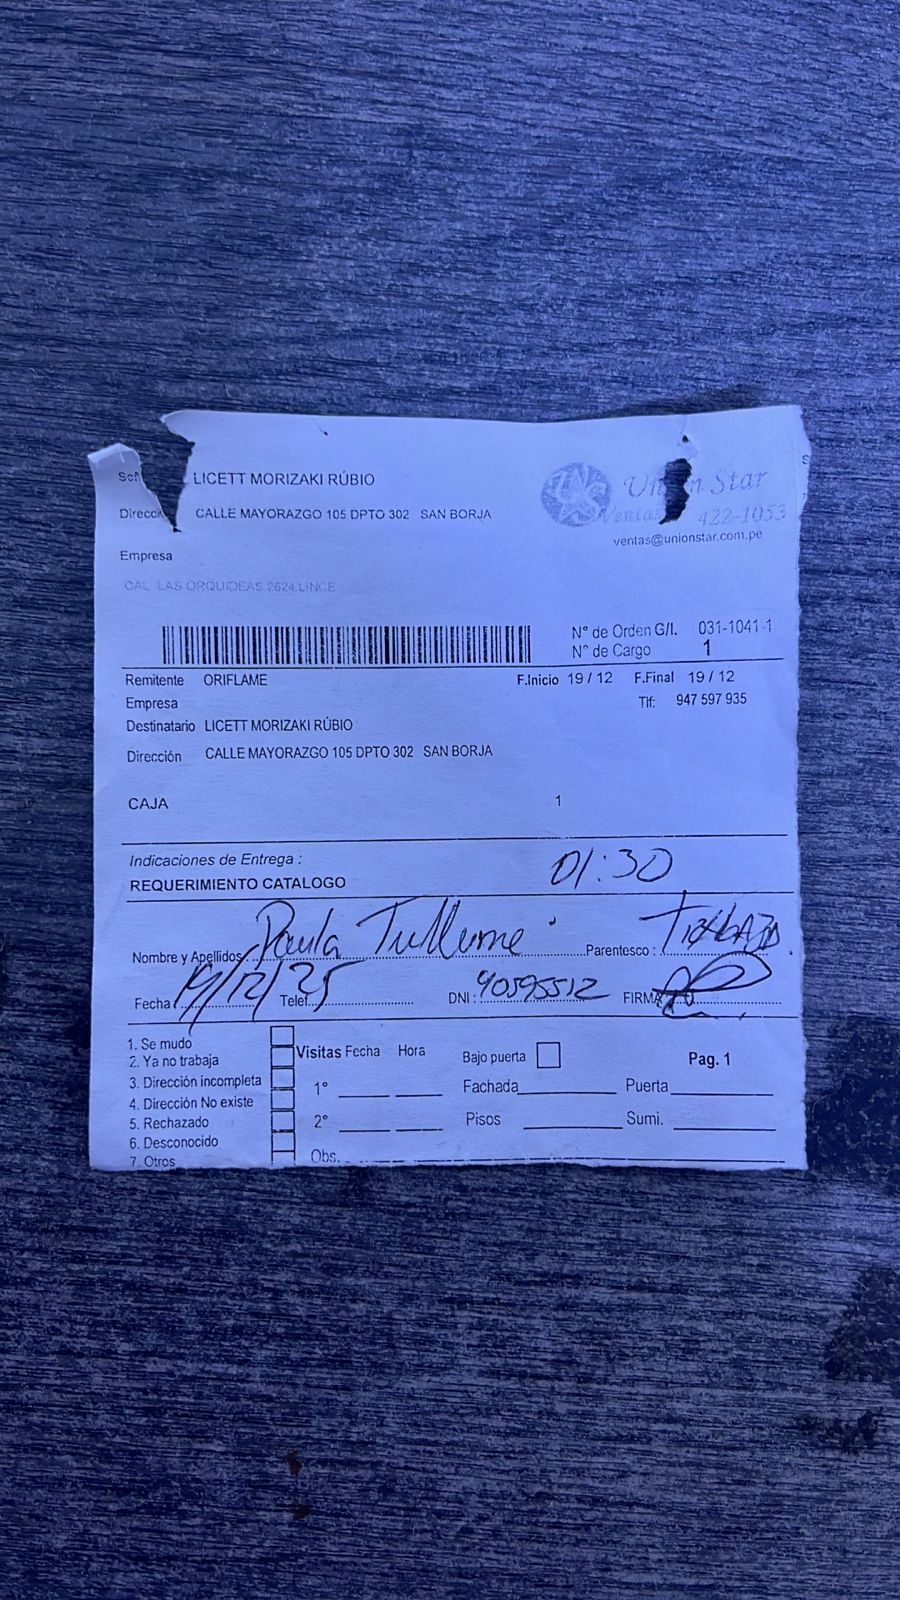 LICETT MORIZAKI RÚBIO
Direcc CALLE MAYORAZGO 105 DPTO 302 SAN BORJA
Union Star
Ventas 422-1053
ventas@unionstar.com.pe
Empresa
CAL LAS ORQUIDEAS 2624 LINCE
N° de Orden G/I. 031-1041-1
N° de Cargo 1
Remitente ORIFLAME F.Inicio 19 / 12 F.Final 19 / 12
Empresa Tlf: 947 597 935
Destinatario LICETT MORIZAKI RÚBIO
Dirección CALLE MAYORAZGO 105 DPTO 302 SAN BORJA
CAJA 1
Indicaciones de Entrega : 01:30
REQUERIMIENTO CATALOGO
Nombre y Apellidos Paula Parentesco :
Fecha 19/12/25 Telef. DNI : 40595512 FIRMA
1. Se mudo
2. Ya no trabaja
3. Dirección incompleta
4. Dirección No existe
5. Rechazado
6. Desconocido
7. Otros
Visitas Fecha Hora
1°
2°
Obs.
Bajo puerta Pag. 1
Fachada Puerta
Pisos Sumi.